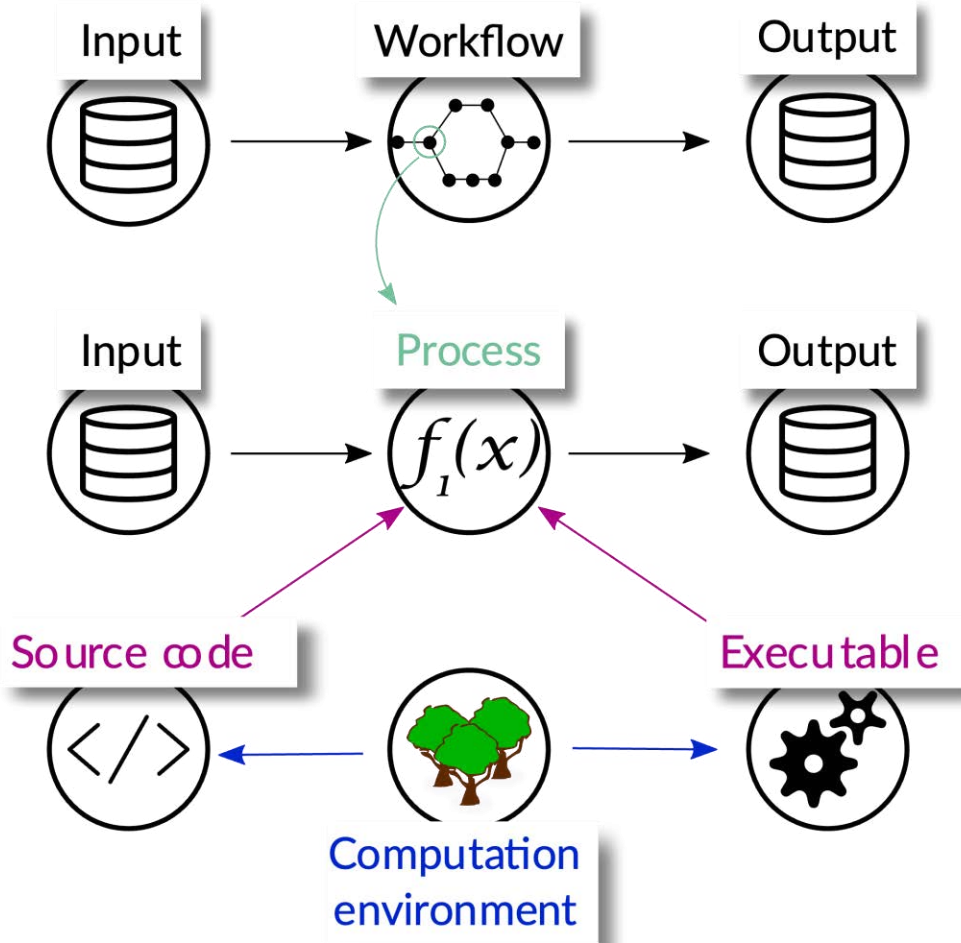 Input
Workflow
Output
Input
Process
Output
f₁(x)
Source code
Executable
</>
Computation
environment